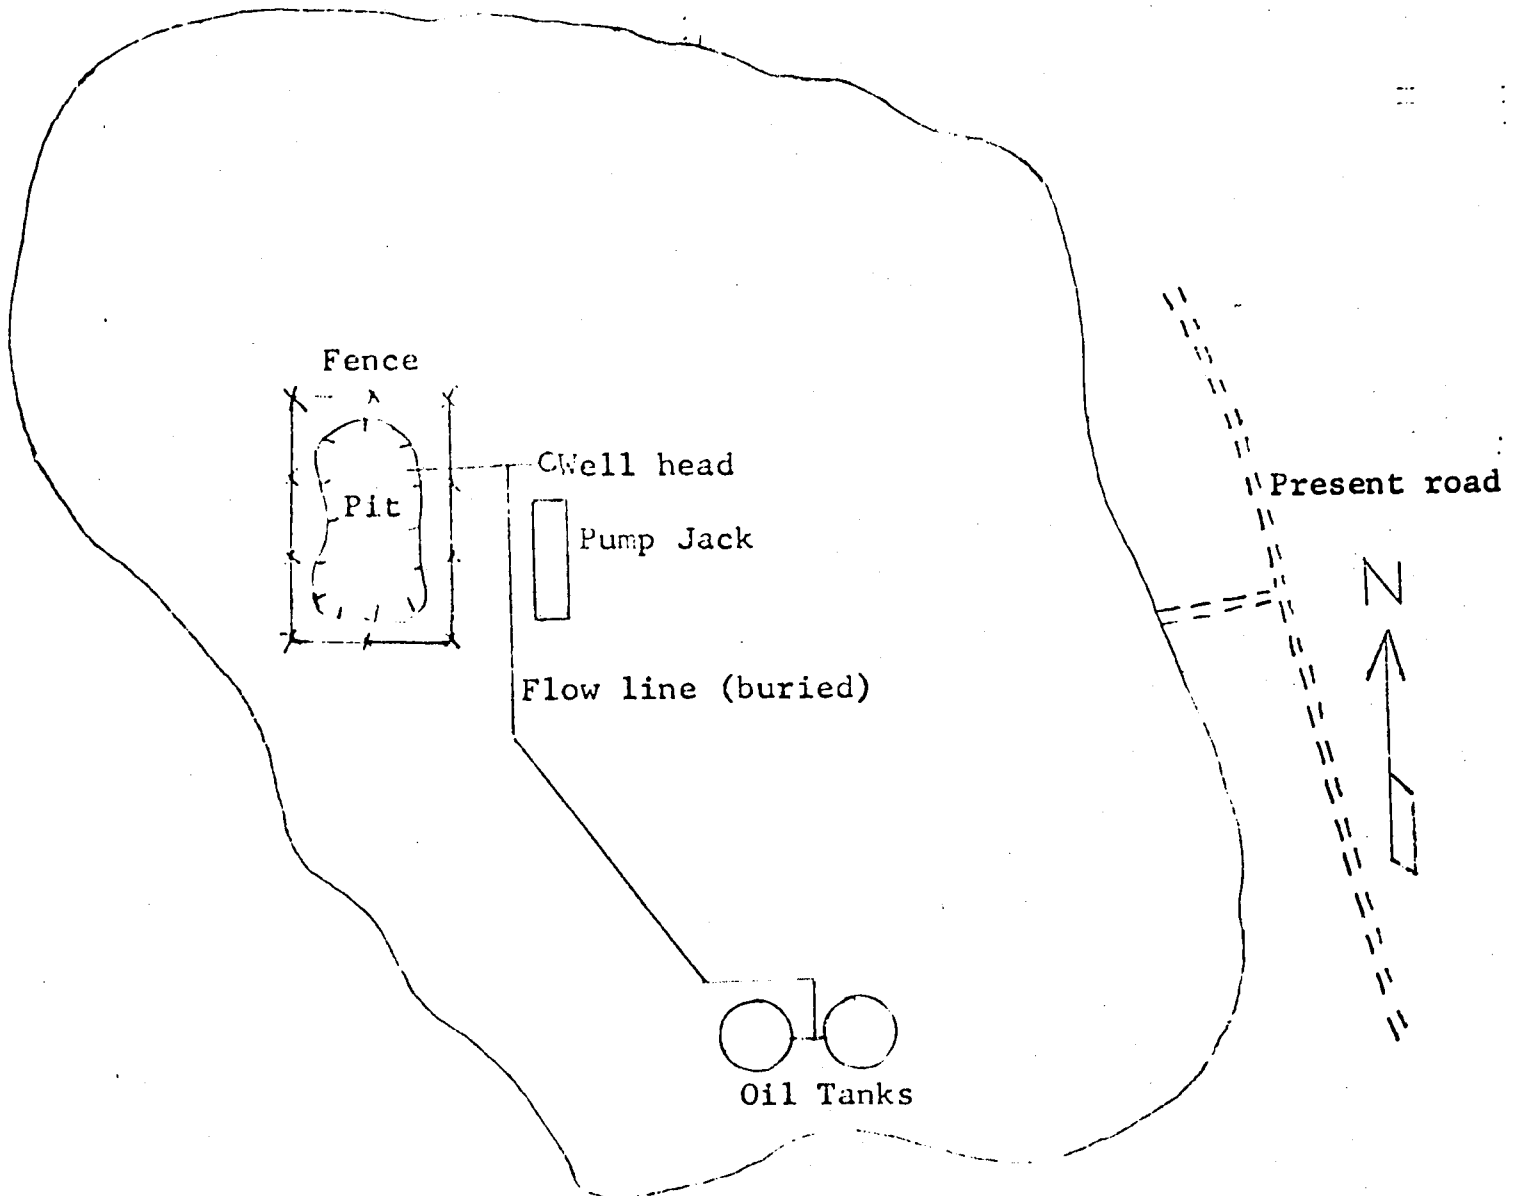 Fence
Well head
Pit
Present road
Pump Jack
N
Flow line (buried)
Oil Tanks